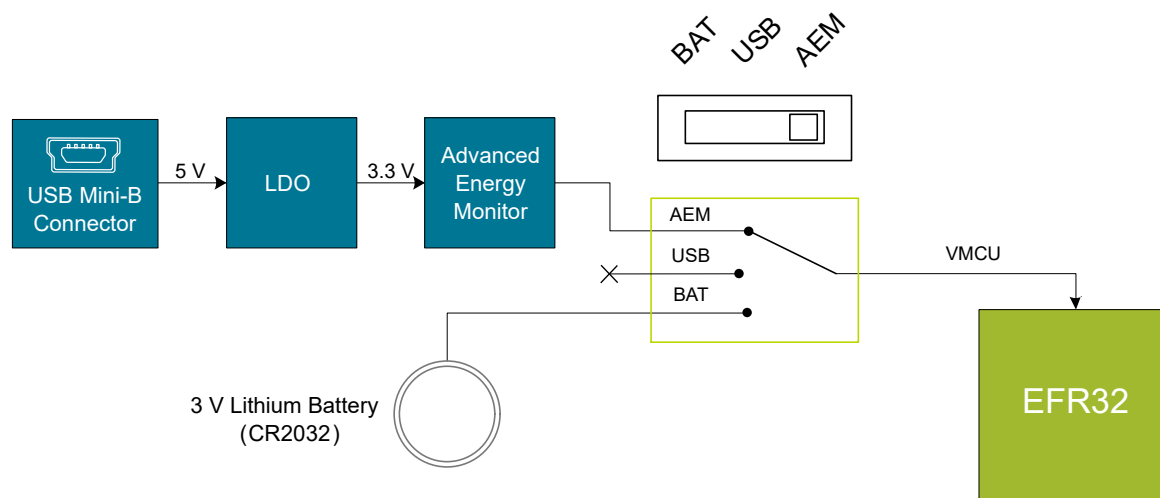 BAT
USB
AEM
USB Mini-B
Connector
5 V
LDO
3.3 V
Advanced
Energy
Monitor
AEM
USB
BAT
VMCU
3 V Lithium Battery
(CR2032)
EFR32